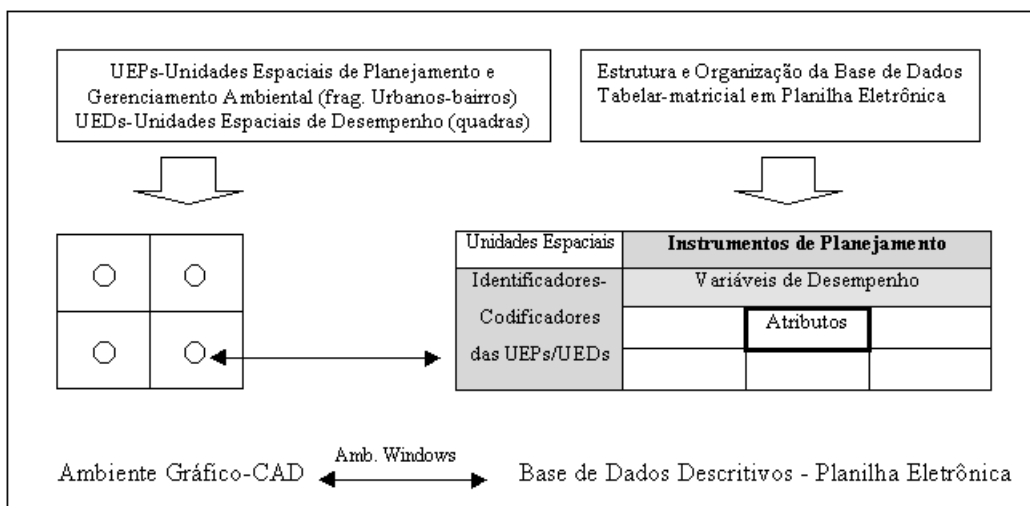 UEPs-Unidades Espaciais de Planejamento e
Gerenciamento Ambiental (frag. Urbanos-bairros)
UEDs-Unidades Espaciais de Desempenho (quadras)
Estrutura e Organização da Base de Dados
Tabelar-matricial em Planilha Eletrônica
Unidades Espaciais
Instrumentos de Planejamento
Identificadores-
Codificadores
das UEPs/UEDs
Variáveis de Desempenho
Atributos
Amb. Windows
Ambiente Gráfico-CAD
Base de Dados Descritivos - Planilha Eletrônica